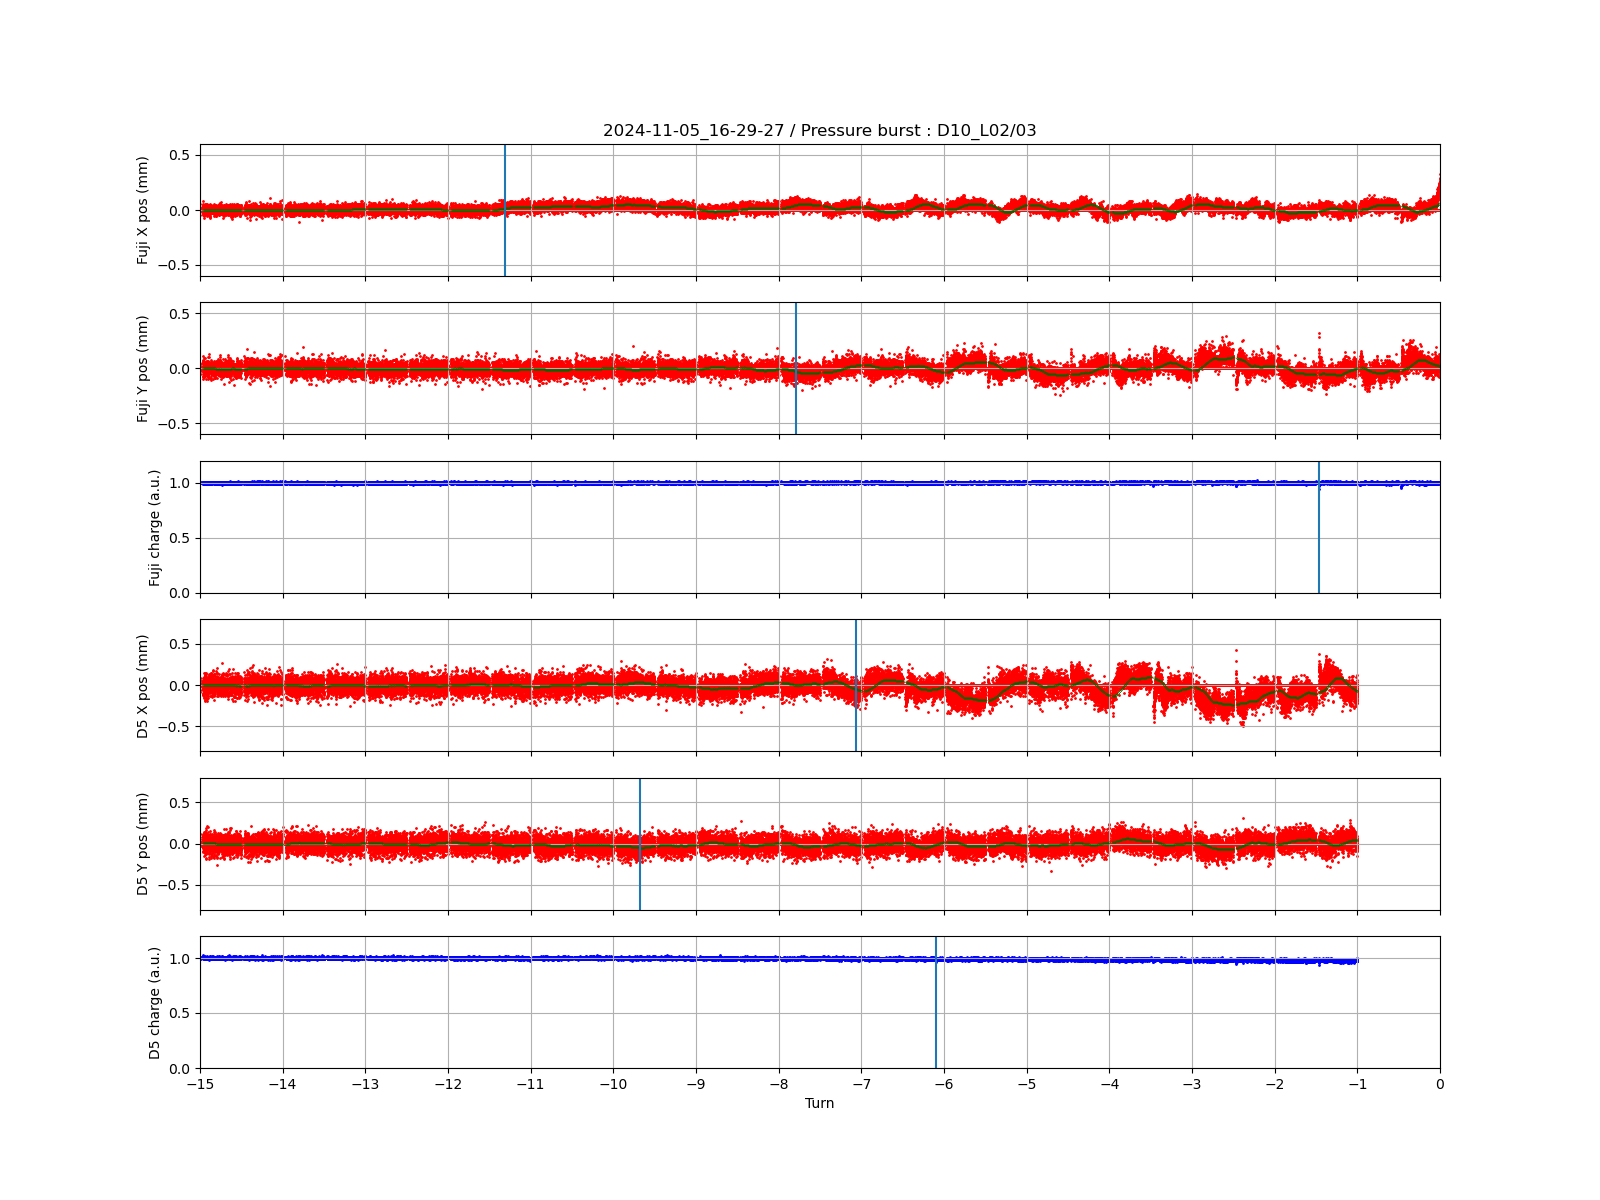 2024-11-05_16-29-27 / Pressure burst : D10_L02/03
Fuji X pos (mm)
0.5
0.0
−0.5
Fuji Y pos (mm)
0.5
0.0
−0.5
Fuji charge (a.u.)
1.0
0.5
0.0
D5 X pos (mm)
0.5
0.0
−0.5
D5 Y pos (mm)
0.5
0.0
−0.5
D5 charge (a.u.)
1.0
0.5
0.0
−15 −14 −13 −12 −11 −10 −9 −8 −7 −6 −5 −4 −3 −2 −1 0
Turn